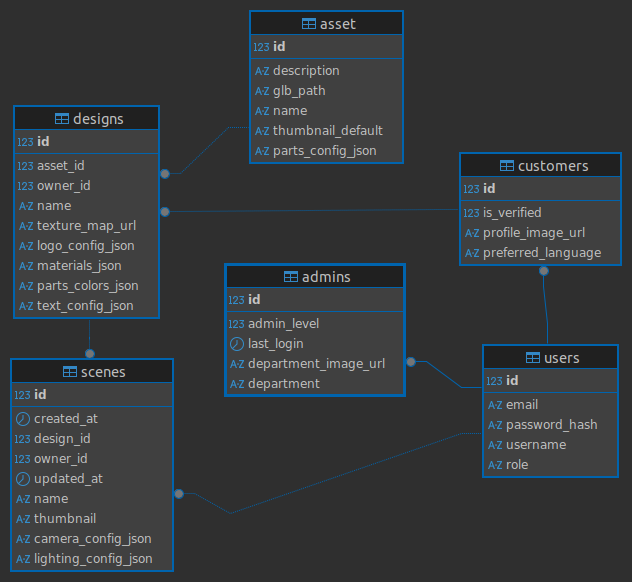 asset
123 id
A-Z description
A-Z glb_path
A-Z name
A-Z thumbnail_default
A-Z parts_config_json
designs
123 id
123 asset_id
123 owner_id
A-Z name
A-Z texture_map_url
A-Z logo_config_json
A-Z materials_json
A-Z parts_colors_json
A-Z text_config_json
customers
123 id
123 is_verified
A-Z profile_image_url
A-Z preferred_language
admins
123 id
123 admin_level
last_login
A-Z department_image_url
A-Z department
users
123 id
A-Z email
A-Z password_hash
A-Z username
A-Z role
scenes
123 id
created_at
123 design_id
123 owner_id
updated_at
A-Z name
A-Z thumbnail
A-Z camera_config_json
A-Z lighting_config_json